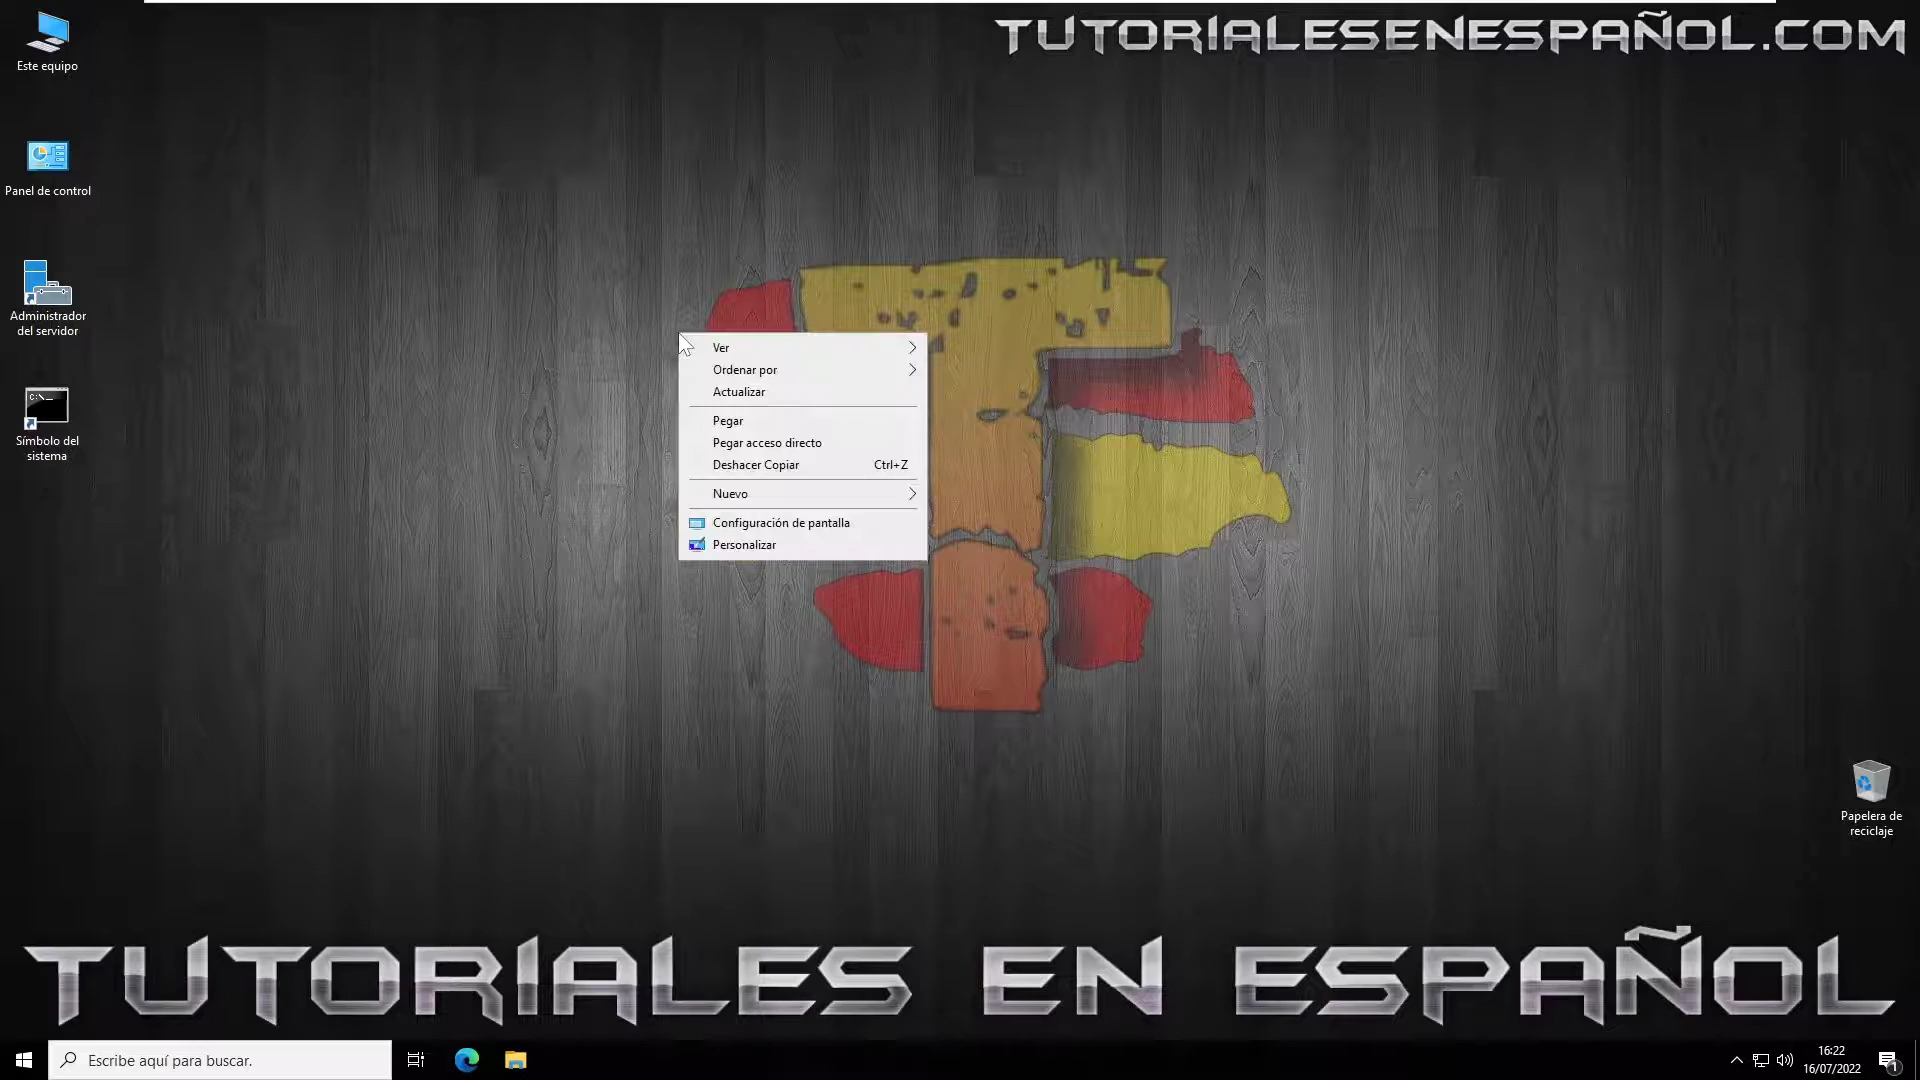 TUTORIALESENESPAÑOL.COM
Este equipo
Panel de control
Administrador
del servidor
C:\_
Símbolo del
sistema
Ver
Ordenar por
Actualizar
Pegar
Pegar acceso directo
Deshacer Copiar Ctrl+Z
Nuevo
Configuración de pantalla
Personalizar
Papelera de
reciclaje
TUTORIALES EN ESPAÑOL
Escribe aquí para buscar.
16:22
16/07/2022
1